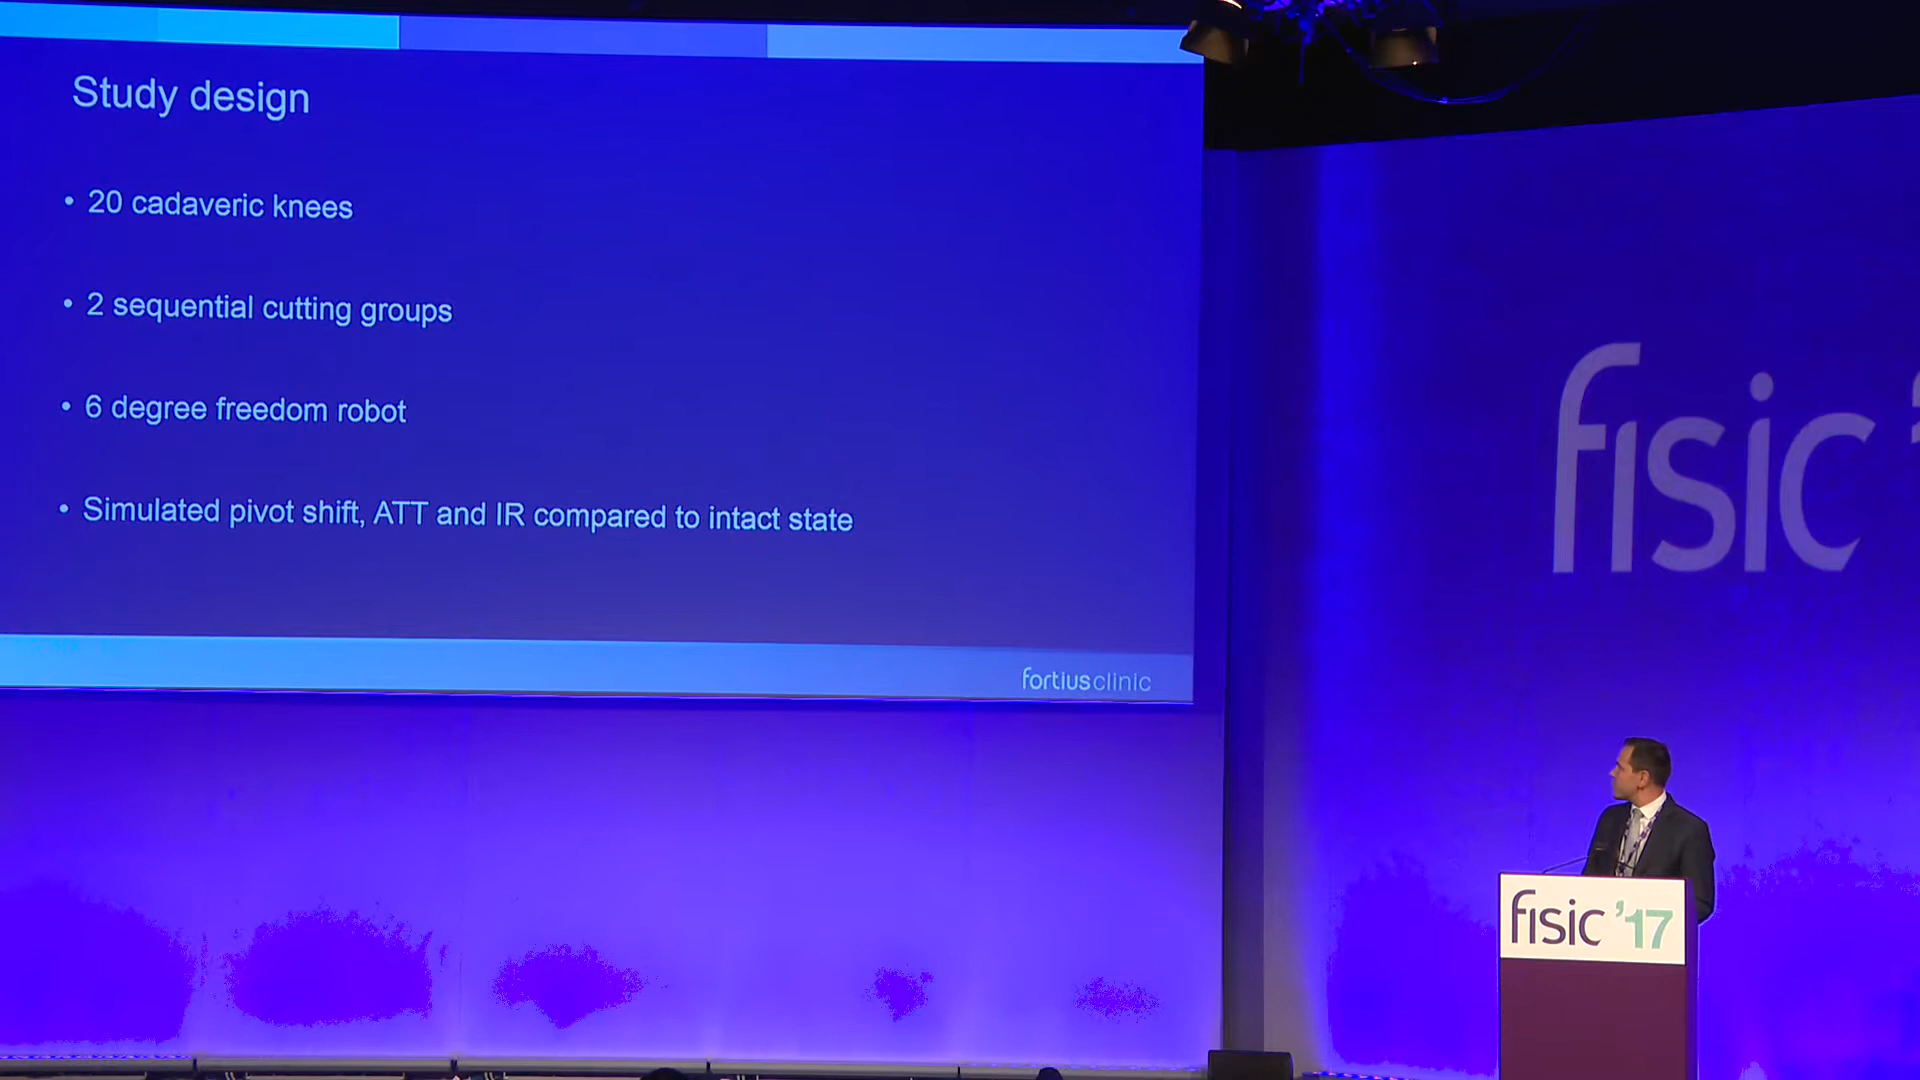 Study design
• 20 cadaveric knees
• 2 sequential cutting groups
• 6 degree freedom robot
• Simulated pivot shift, ATT and IR compared to intact state
fortiusclinic
fisic
fisic '17